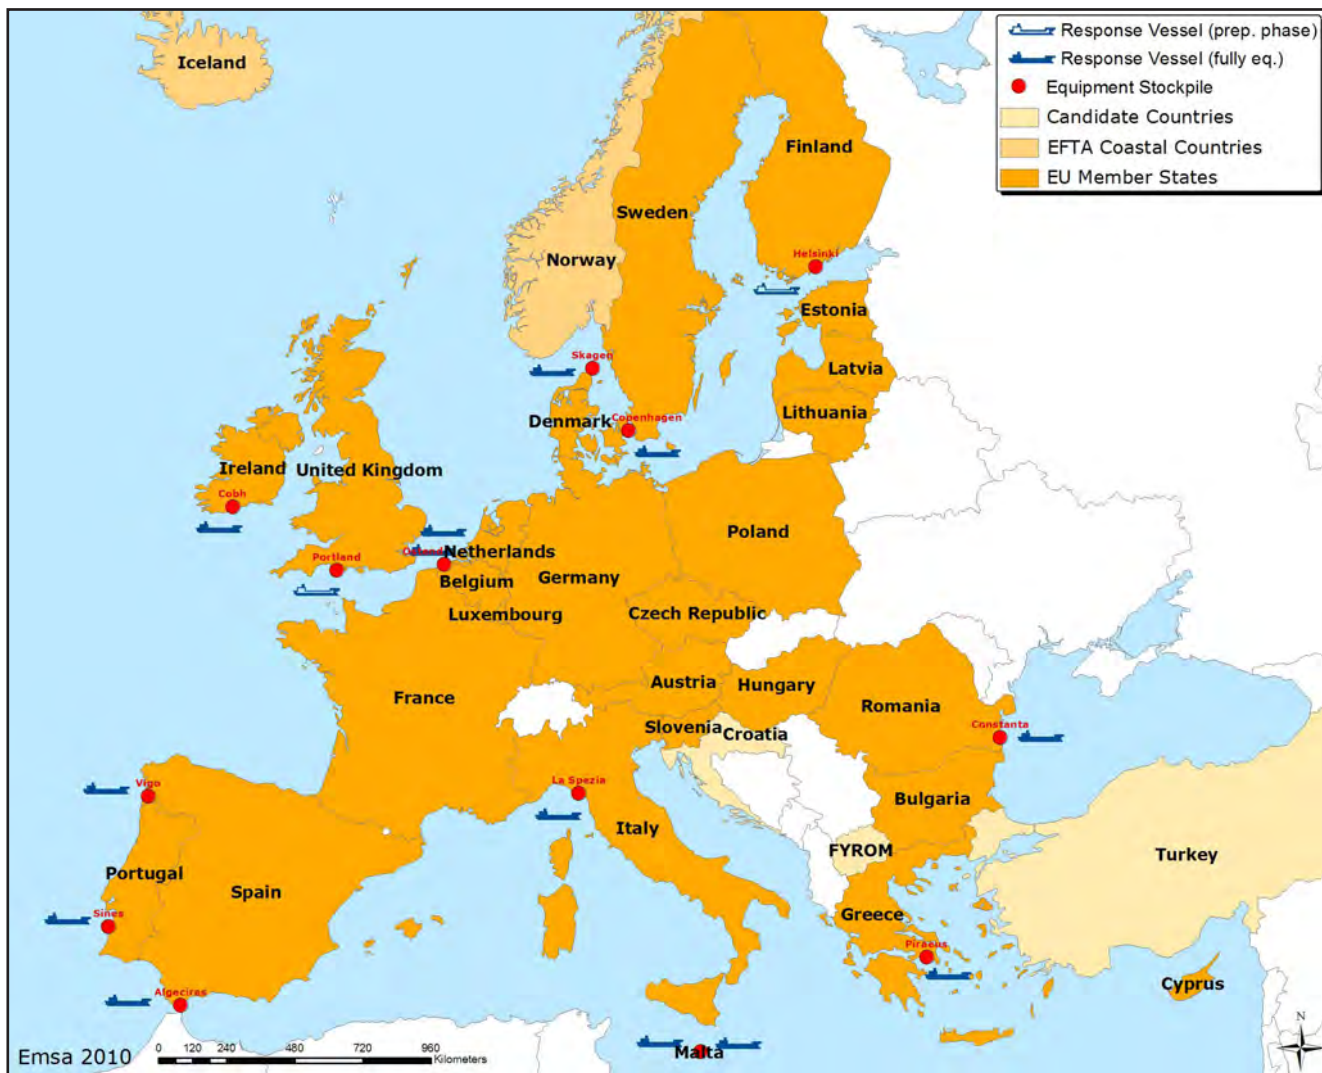 Response Vessel (prep. phase)
Response Vessel (fully eq.)
Equipment Stockpile
Candidate Countries
EFTA Coastal Countries
EU Member States
Iceland
Finland
Sweden
Helsinki
Norway
Estonia
Skagen
Latvia
Lithuania
Copenhagen
Denmark
Ireland
United Kingdom
Cobh
Poland
Netherlands
Portland
Belgium
Germany
Luxembourg
Czech Republic
Austria
Hungary
France
Romania
Slovenia
Croatia
Constanta
Vigo
La Spezia
Bulgaria
Italy
FYROM
Turkey
Portugal
Spain
Sines
Greece
Piraeus
Cyprus
Algeciras
Malta
Emsa 2010
0 120 240 480 720 960
Kilometers
N